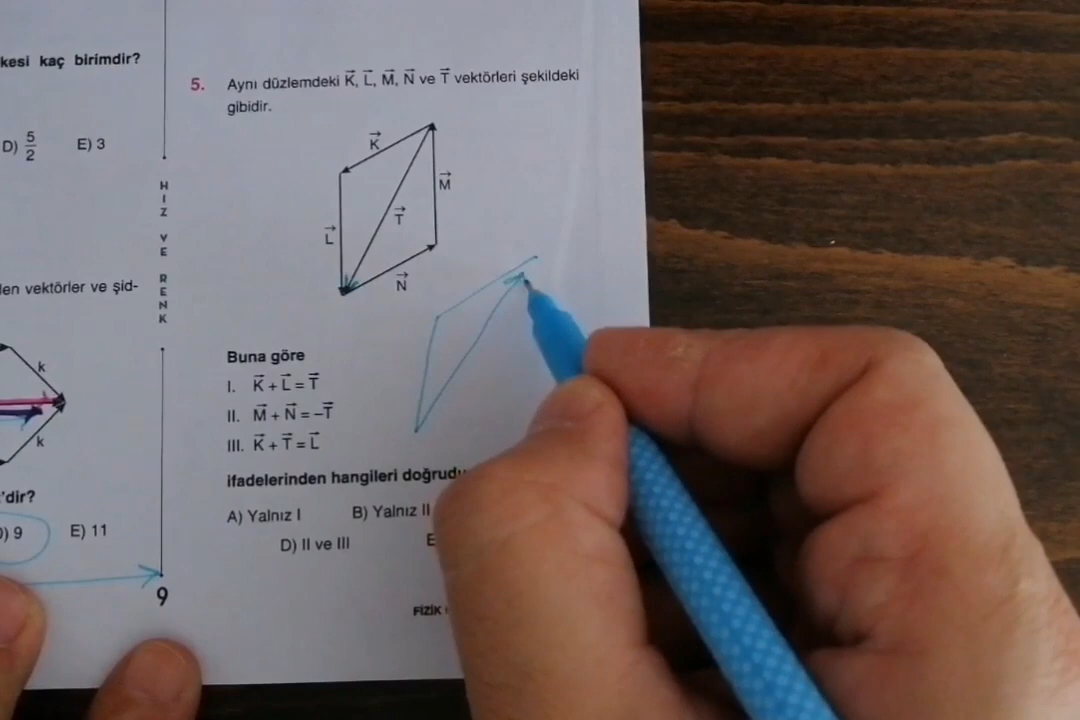 kesi kaç birimdir?
D) 5/2 E) 3
len vektörler ve şid-
k
k
'dir?
9 E) 11
HIZ VE RENK
9
5. Aynı düzlemdeki K⃗, L⃗, M⃗, N⃗ ve T⃗ vektörleri şekildeki
gibidir.
K⃗
M⃗
T⃗
L⃗
N⃗
Buna göre
I. K⃗ + L⃗ = T⃗
II. M⃗ + N⃗ = –T⃗
III. K⃗ + T⃗ = L⃗
ifadelerinden hangileri
A) Yalnız I B) Yalnız II
D) II ve III E
FİZİK